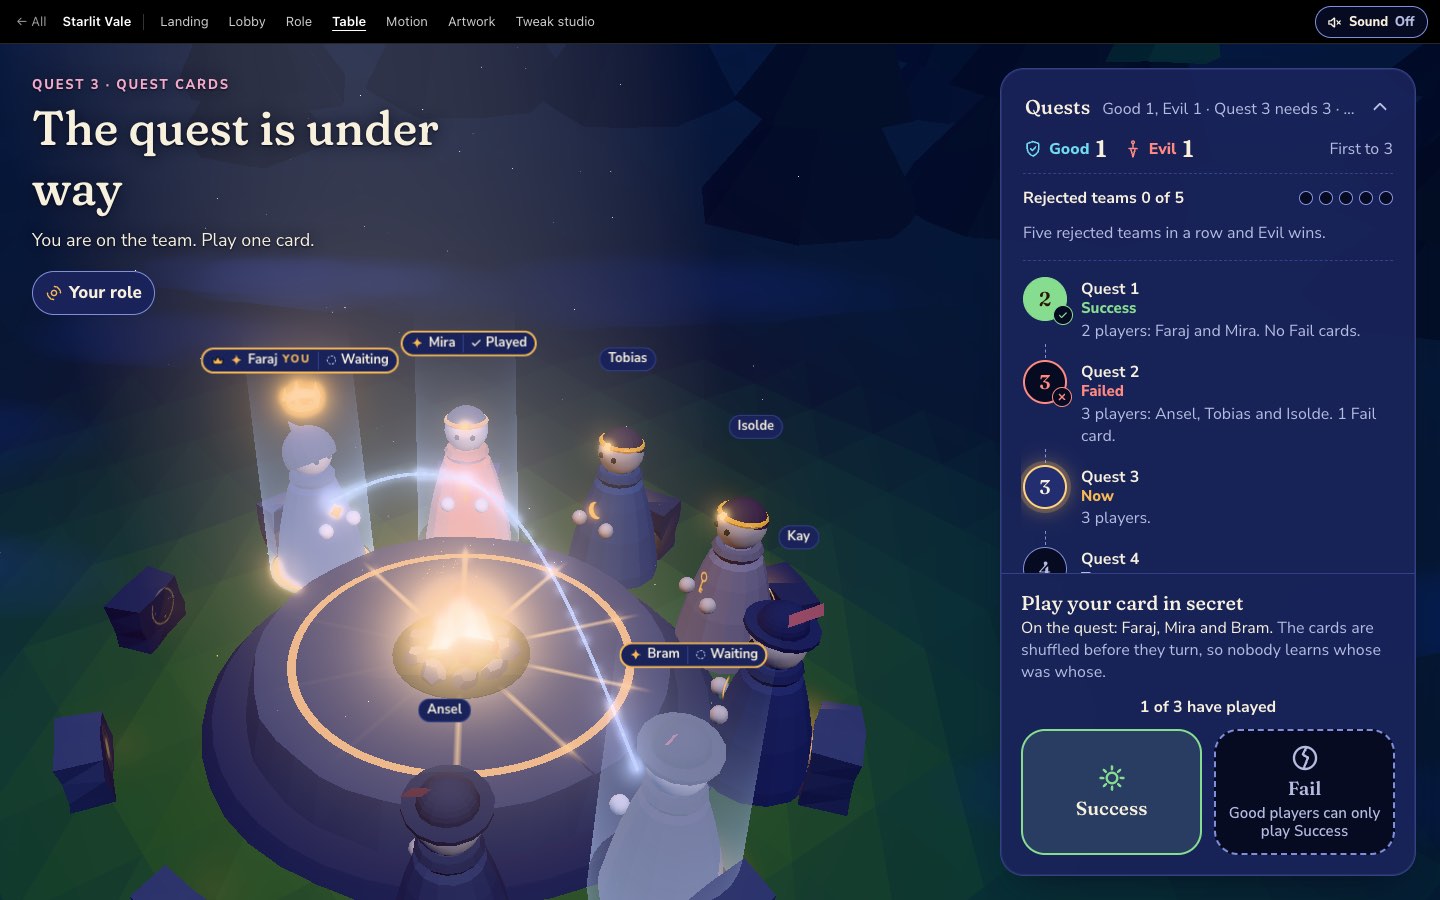 ← All Starlit Vale Landing Lobby Role Table Motion Artwork Tweak studio Sound Off
QUEST 3 · QUEST CARDS
The quest is under
way
You are on the team. Play one card.
Your role
Faraj YOU Waiting
Mira Played
Tobias
Isolde
Kay
Bram Waiting
Ansel
Quests Good 1, Evil 1 · Quest 3 needs 3 · ...
Good 1 Evil 1 First to 3
Rejected teams 0 of 5
Five rejected teams in a row and Evil wins.
2
Quest 1
Success
2 players: Faraj and Mira. No Fail cards.
3
Quest 2
Failed
3 players: Ansel, Tobias and Isolde. 1 Fail
card.
3
Quest 3
Now
3 players.
4
Quest 4
Play your card in secret
On the quest: Faraj, Mira and Bram. The cards are
shuffled before they turn, so nobody learns whose
was whose.
1 of 3 have played
Success
Fail
Good players can only
play Success